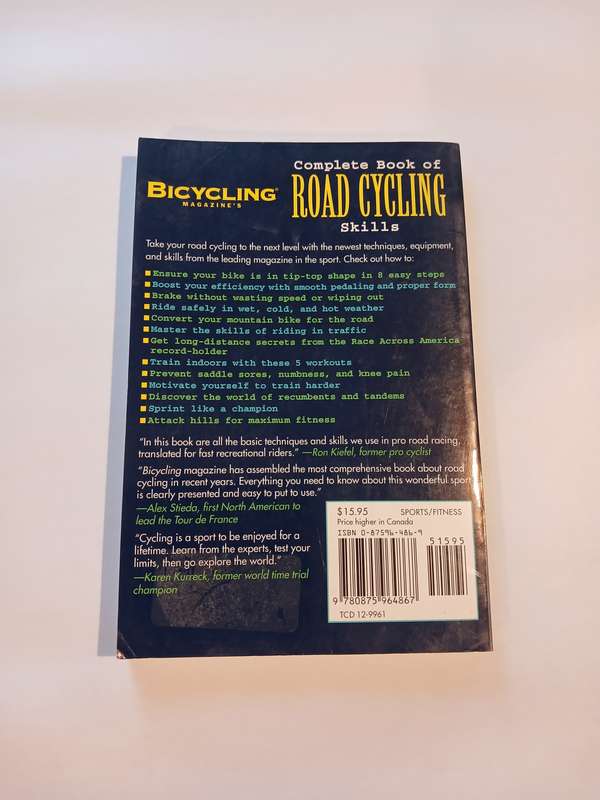 Complete Book of
BICYCLING®
MAGAZINE'S
ROAD CYCLING
Skills
Take your road cycling to the next level with the newest techniques, equipment,
and skills from the leading magazine in the sport. Check out how to:
Ensure your bike is in tip-top shape in 8 easy steps
Boost your efficiency with smooth pedaling and proper form
Brake without wasting speed or wiping out
Ride safely in wet, cold, and hot weather
Convert your mountain bike for the road
Master the skills of riding in traffic
Get long-distance secrets from the Race Across America
record-holder
Train indoors with these 5 workouts
Prevent saddle sores, numbness, and knee pain
Motivate yourself to train harder
Discover the world of recumbents and tandems
Sprint like a champion
Attack hills for maximum fitness
"In this book are all the basic techniques and skills we use in pro road racing,
translated for fast recreational riders." —Ron Kiefel, former pro cyclist
"Bicycling magazine has assembled the most comprehensive book about road
cycling in recent years. Everything you need to know about this wonderful sport
is clearly presented and easy to put to use."
—Alex Stieda, first North American to
lead the Tour de France
"Cycling is a sport to be enjoyed for a
lifetime. Learn from the experts, test your
limits, then go explore the world."
—Karen Kurreck, former world time trial
champion
$15.95 SPORTS/FITNESS
Price higher in Canada
ISBN 0-87596-486-9
51595
9 780875 964867
TCD 12-9961